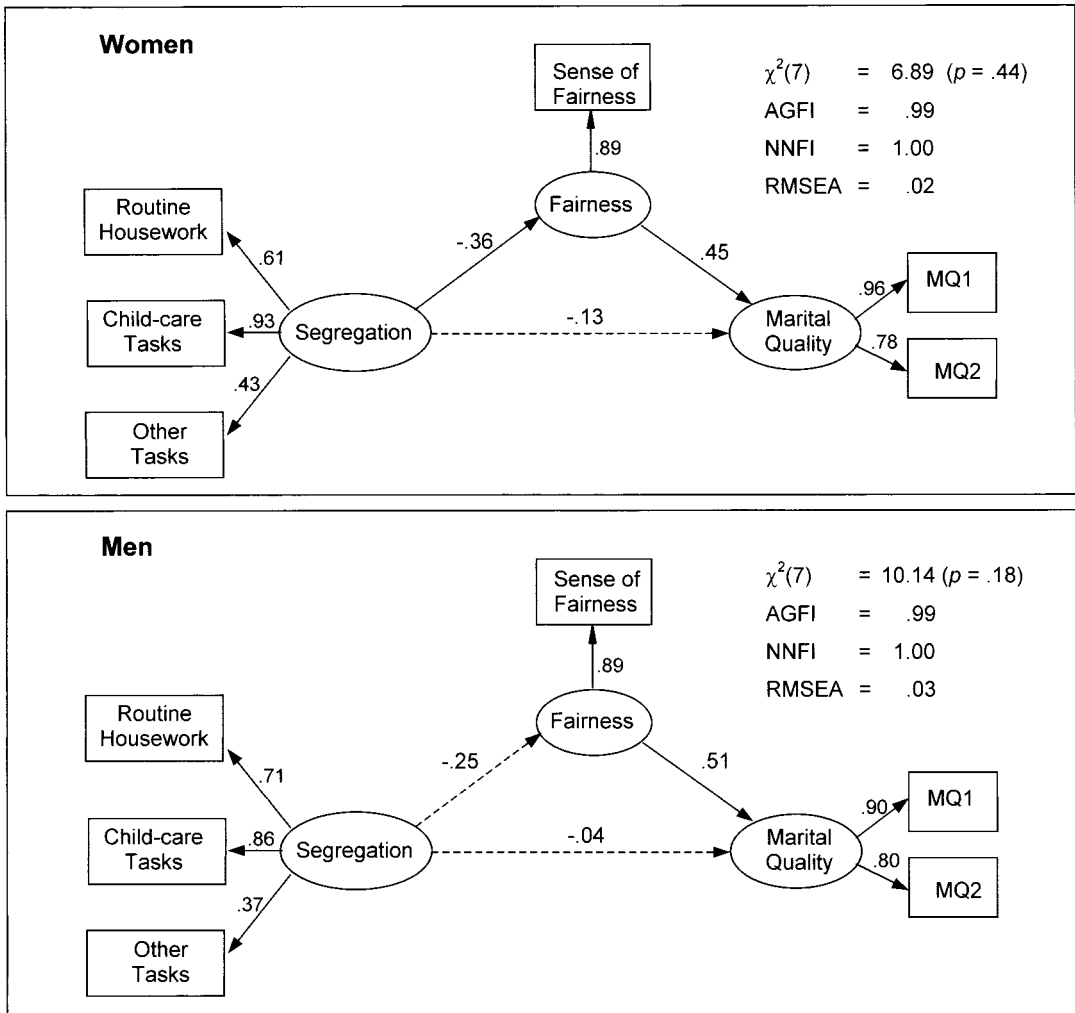 Women
Sense of
Fairness
χ²(7) = 6.89 (p = .44)
AGFI = .99
NNFI = 1.00
RMSEA = .02
.89
Fairness
Routine
Housework
-.36
.45
.61
MQ1
.96
Child-care
Tasks
.93
Segregation
-.13
Marital
Quality
.78
MQ2
.43
Other
Tasks
Men
Sense of
Fairness
χ²(7) = 10.14 (p = .18)
AGFI = .99
NNFI = 1.00
RMSEA = .03
.89
Fairness
Routine
Housework
-.25
.51
.71
MQ1
.90
Child-care
Tasks
.86
Segregation
-.04
Marital
Quality
.80
MQ2
.37
Other
Tasks